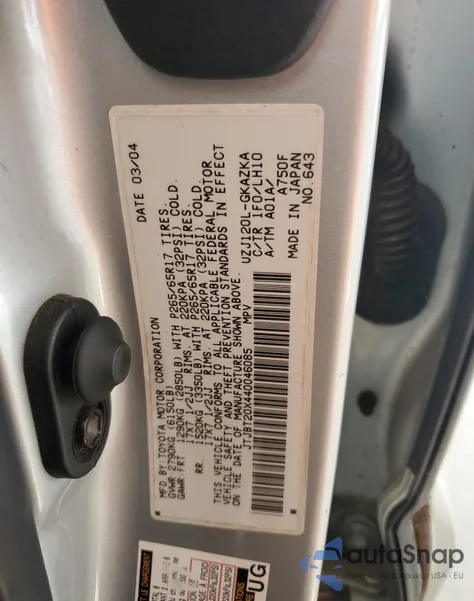 MFD BY: TOYOTA MOTOR CORPORATION DATE 03/04
GVWR 2790KG (6150LB)
GAWR FRT. 1290KG (2850LB) WITH P265/65R17 TIRES,
17X7 1/2JJ RIMS, AT 220KPA (32PSI) COLD.
RR. 1520KG (3350LB) WITH P265/65R17 TIRES,
17X7 1/2JJ RIMS, AT 220KPA (32PSI) COLD.
THIS VEHICLE CONFORMS TO ALL APPLICABLE FEDERAL MOTOR
VEHICLE SAFETY AND THEFT PREVENTION STANDARDS IN EFFECT
ON THE DATE OF MANUFACTURE SHOWN ABOVE.
JTJBT20X440046085 MPV
UZJ120L-GKAZKA
C/TR 1F0/LH10
A/TM A01A/ A750F
MADE IN JAPAN
NO.643
UG
autoSnap